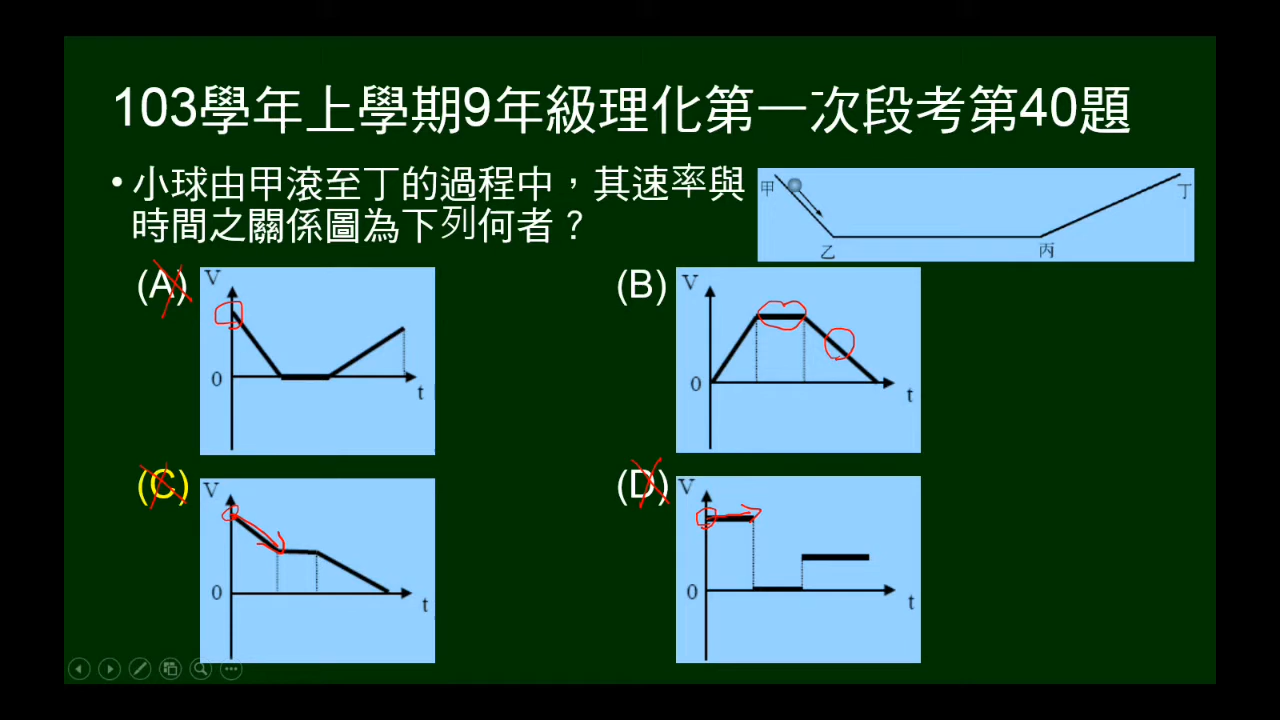 103學年上學期9年級理化第一次段考第40題
• 小球由甲滾至丁的過程中，其速率與
時間之關係圖為下列何者？
甲
乙
丙
丁
(A)
V
0
t
(B)
V
0
t
(C)
V
0
t
(D)
V
0
t